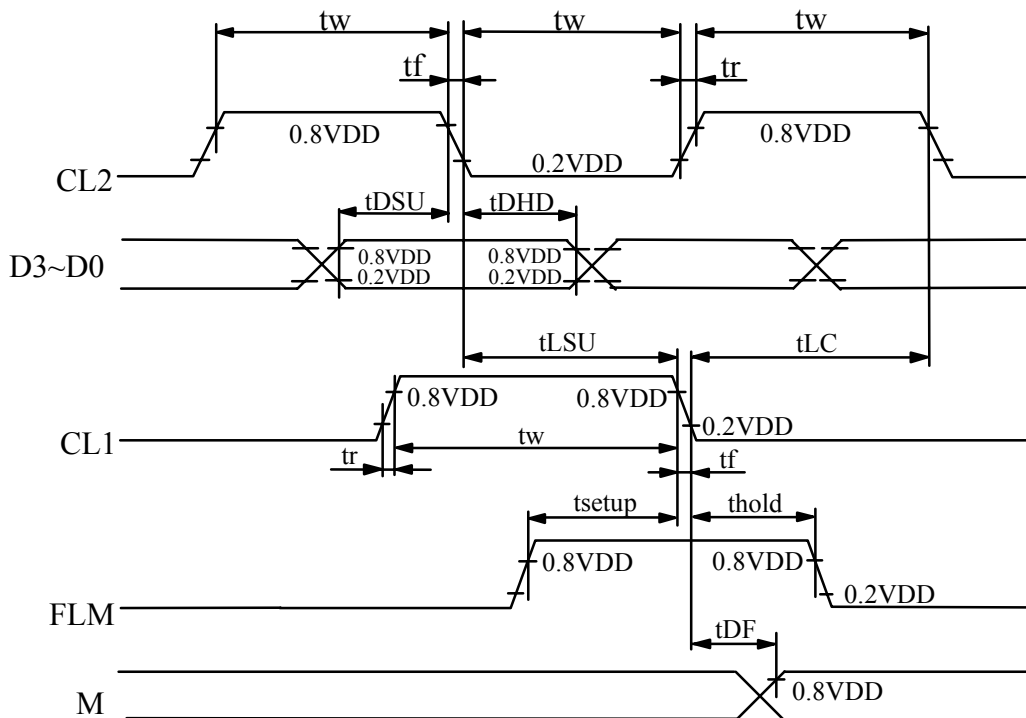 tw tw tw
tf tr
0.8VDD 0.8VDD
0.2VDD
CL2
tDSU tDHD
D3~D0
0.8VDD 0.8VDD
0.2VDD 0.2VDD
tLSU tLC
0.8VDD 0.8VDD
0.2VDD
CL1
tw
tr tf
tsetup thold
0.8VDD 0.8VDD
0.2VDD
FLM
tDF
0.8VDD
M